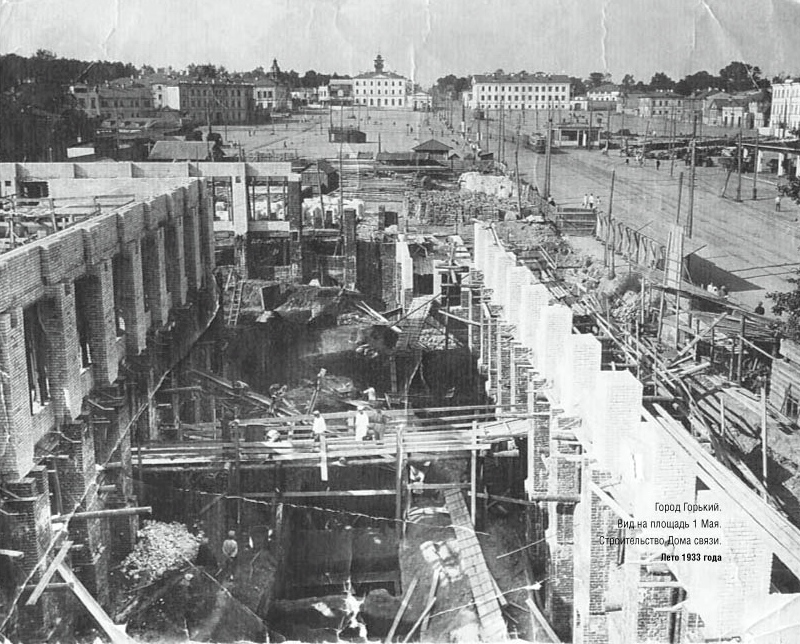 Город Горький.
Вид на площадь 1 Мая.
Строительство Дома связи.
Лето 1933 года